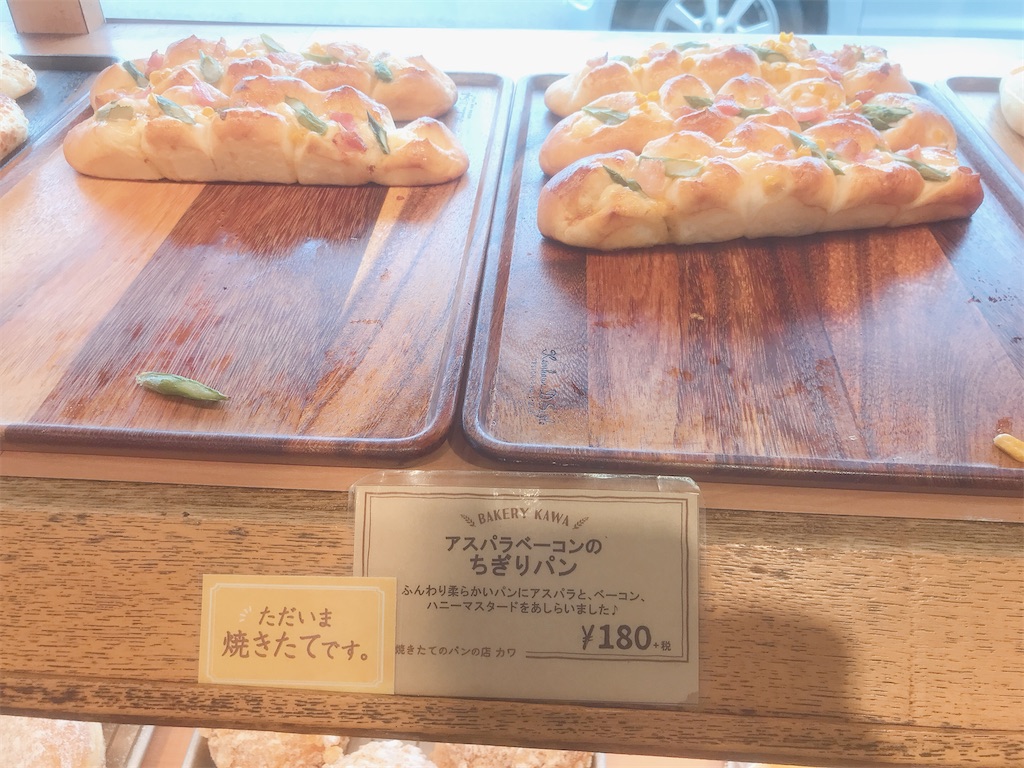 BAKERY KAWA
アスパラベーコンの
ちぎりパン
ふんわり柔らかいパンにアスパラと、ベーコン、
ハニーマスタードをあしらいました♪
¥180+税
焼きたてのパンの店 カワ
ただいま
焼きたてです。